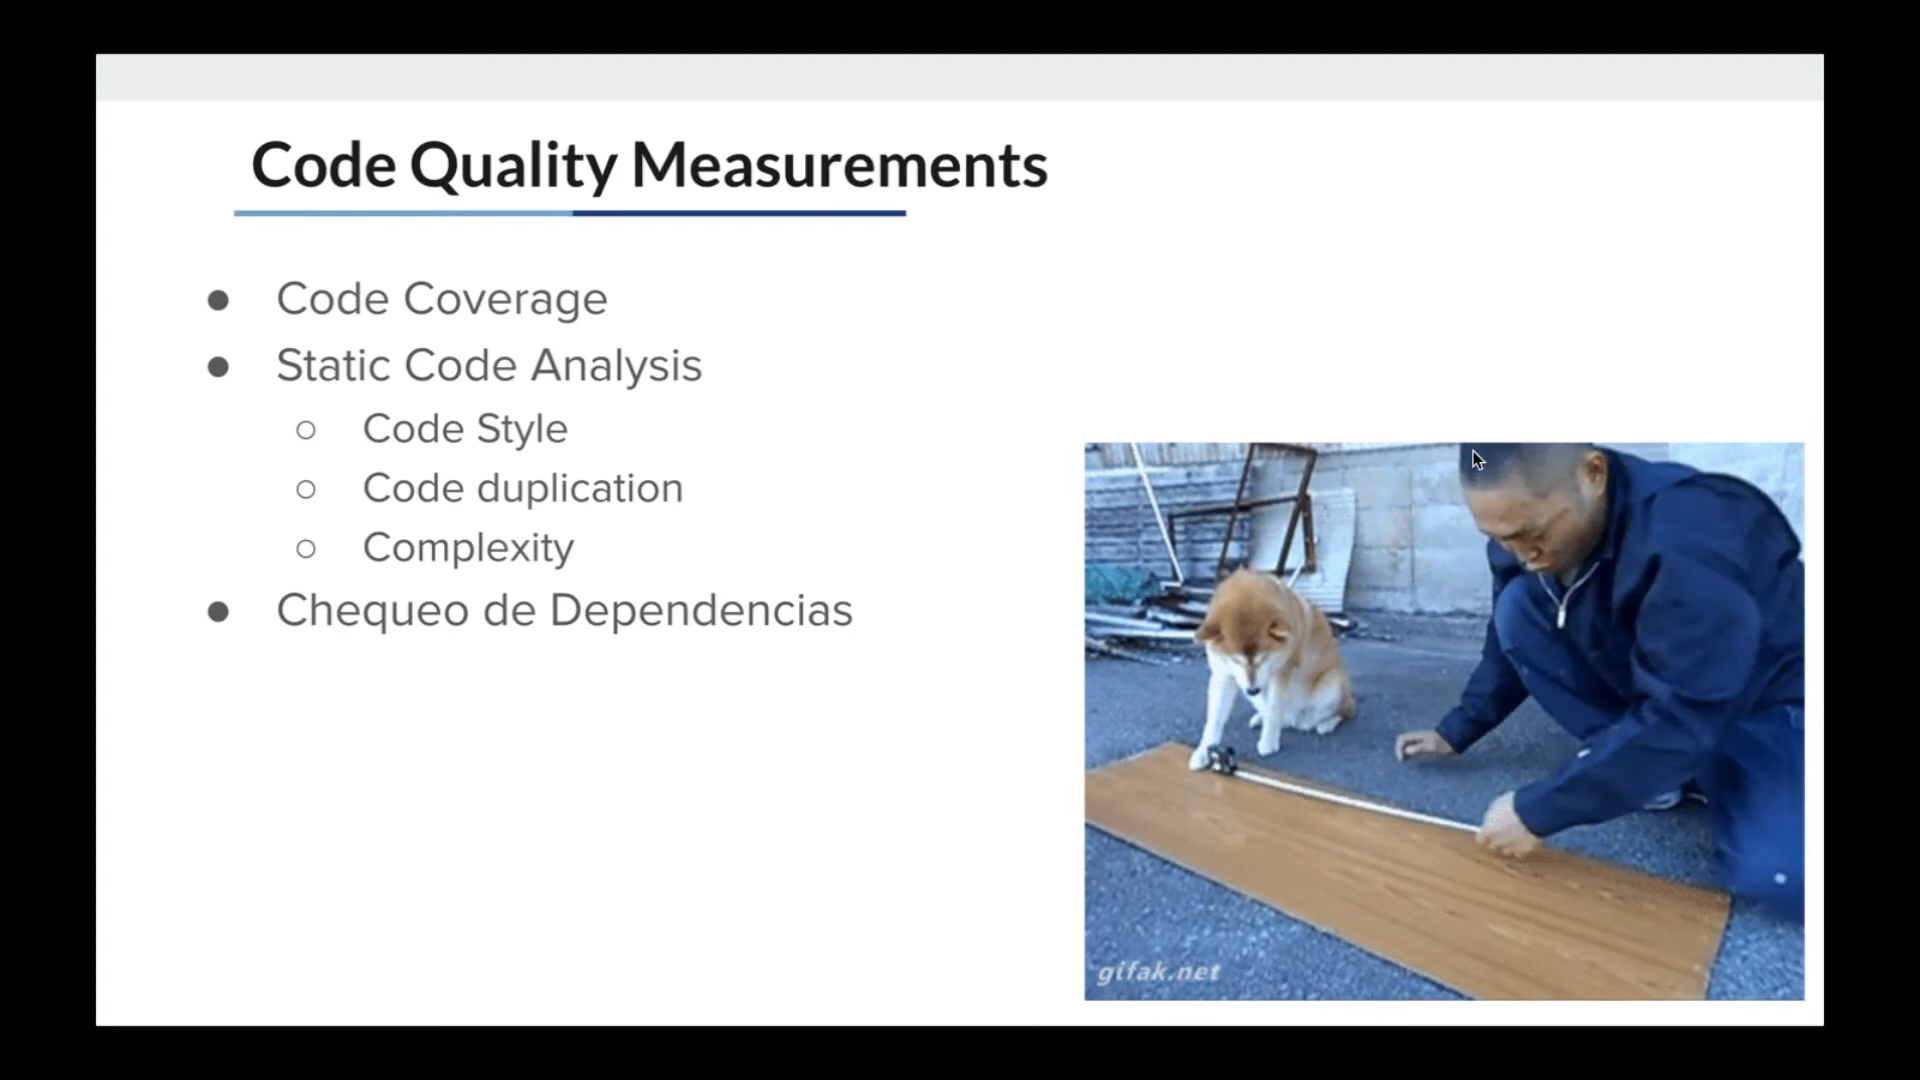 Code Quality Measurements
● Code Coverage
● Static Code Analysis
○ Code Style
○ Code duplication
○ Complexity
● Chequeo de Dependencias
gifak.net